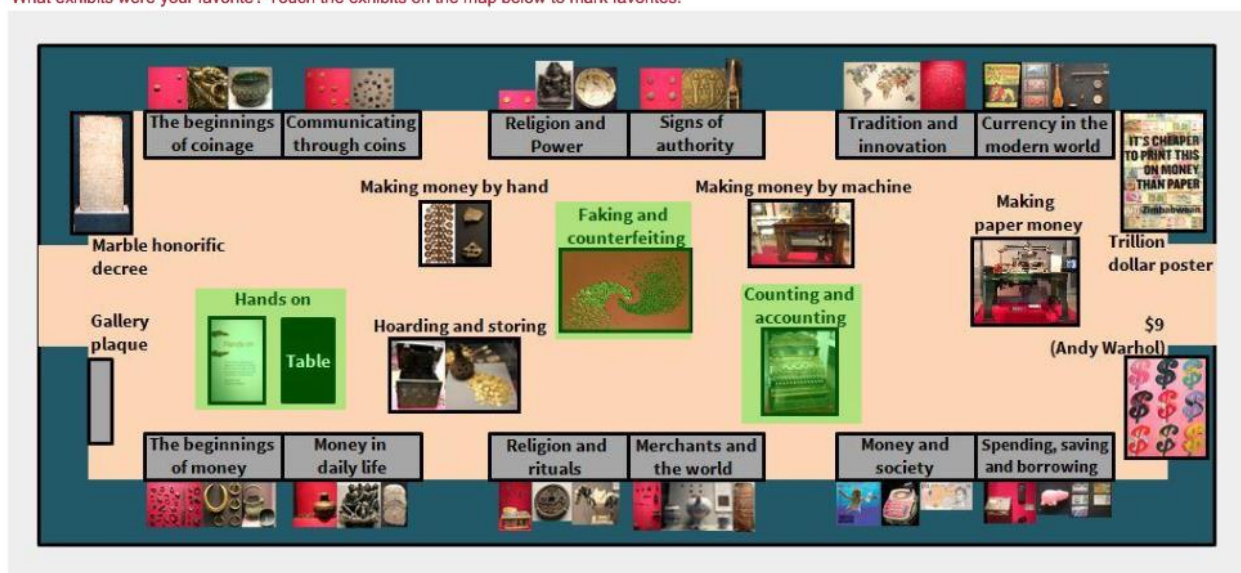 What exhibits were your favorite? Touch the exhibits on the map below to mark favorites.
The beginnings
of coinage
Communicating
through coins
Religion and
Power
Signs of
authority
Tradition and
innovation
Currency in the
modern world
IT'S CHEAPER
TO PRINT THIS
ON MONEY
THAN PAPER
Zimbabwean
Making money by hand
Making money by machine
Making
paper money
Faking and
counterfeiting
Marble honorific
decree
Trillion
dollar poster
Hands on
Hands on
Table
Counting and
accounting
Gallery
plaque
Hoarding and storing
$9
(Andy Warhol)
$ $ $
$ $ $
$ $ $
The beginnings
of money
Money in
daily life
Religion and
rituals
Merchants and
the world
Money and
society
Spending, saving
and borrowing